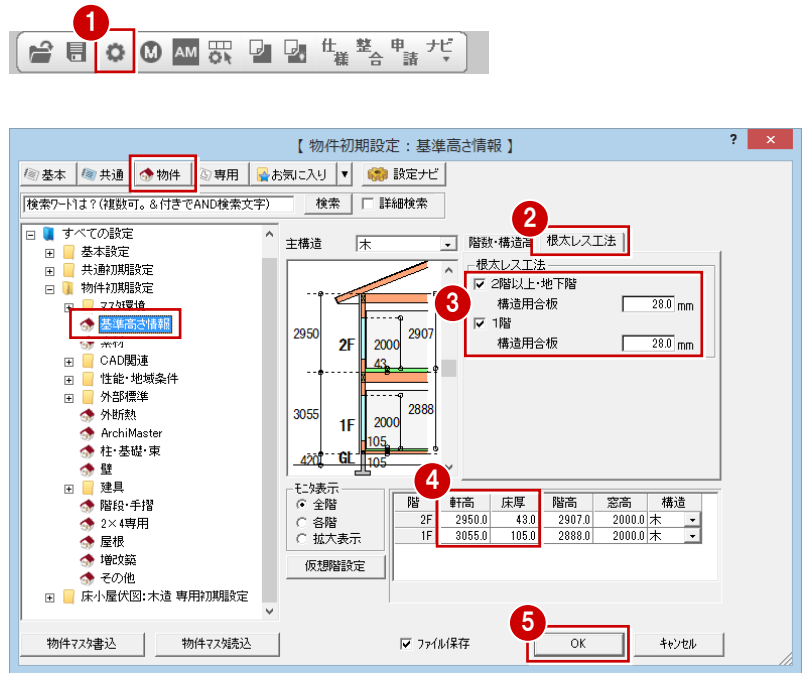 1
M AM 仕様 整合 申請 ナビ
【 物件初期設定：基準高さ情報 】 ? ×
基本 共通 物件 専用 お気に入り ▼ 設定ナビ
検索ワードは？(複数可。＆付きでAND検索文字) 検索 詳細検索
2
すべての設定
基本設定
共通初期設定
物件初期設定
マスタ環境
基準高さ情報
素材
CAD関連
性能・地域条件
外部標準
外断熱
ArchiMaster
柱・基礎・束
壁
建具
階段・手摺
2×4専用
屋根
増改築
その他
床小屋伏図：木造 専用初期設定
主構造 木
階数・構造高 根太レス工法
2950 2F 2000 2907
43
3055 1F 2000 2888
105
420 GL 105
根太レス工法
3
2階以上・地下階
構造用合板 28.0 mm
1階
構造用合板 28.0 mm
モニタ表示
全階
各階
拡大表示
仮想階設定
4
階 軒高 床厚 階高 窓高 構造
2F 2950.0 43.0 2907.0 2000.0 木
1F 3055.0 105.0 2888.0 2000.0 木
5
物件マスタ書込 物件マスタ読込 ファイル保存 OK キャンセル